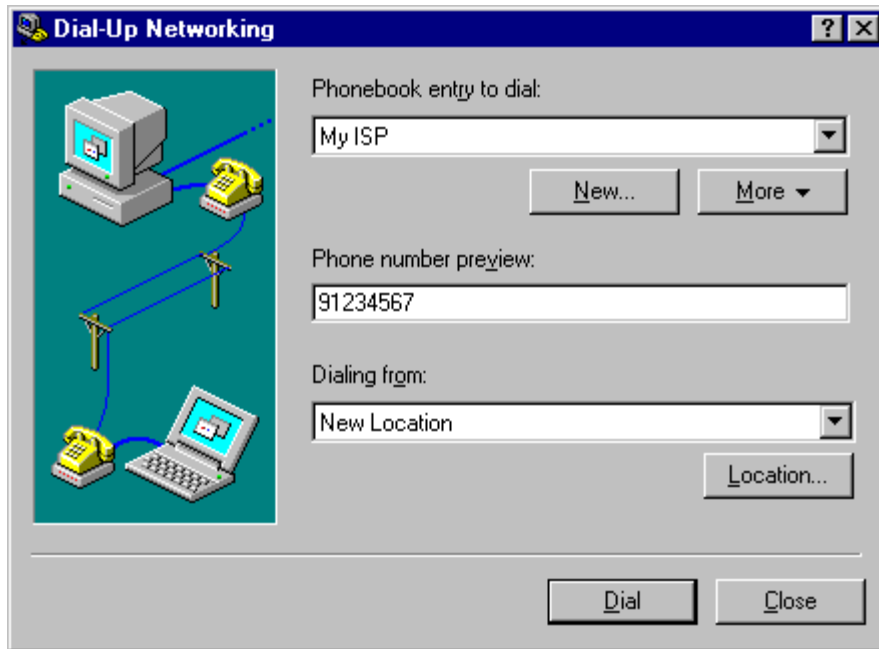 Dial-Up Networking
Phonebook entry to dial:
My ISP
New...
More
Phone number preview:
91234567
Dialing from:
New Location
Location...
Dial
Close